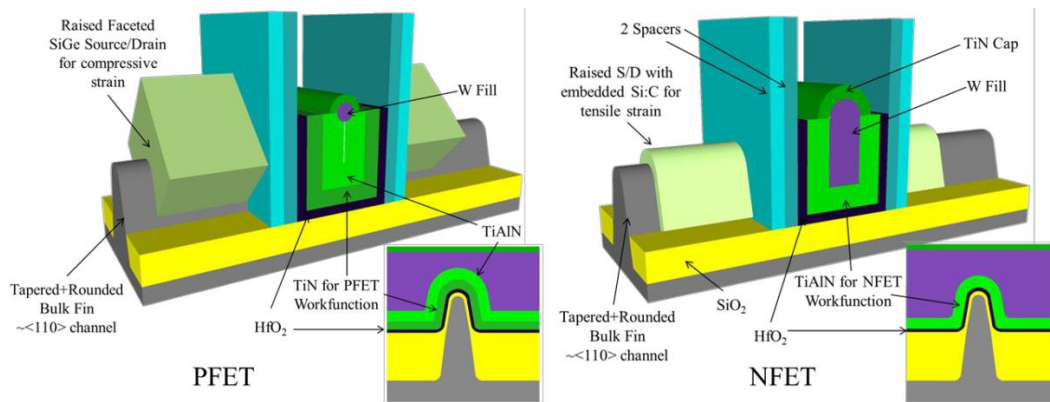 Raised Faceted
SiGe Source/Drain
for compressive
strain
W Fill
TiAlN
TiN for PFET
Workfunction
HfO₂
Tapered+Rounded
Bulk Fin
~<110> channel
PFET
2 Spacers
TiN Cap
Raised S/D with
embedded Si:C for
tensile strain
W Fill
TiAlN for NFET
Workfunction
SiO₂
HfO₂
Tapered+Rounded
Bulk Fin
~<110> channel
NFET